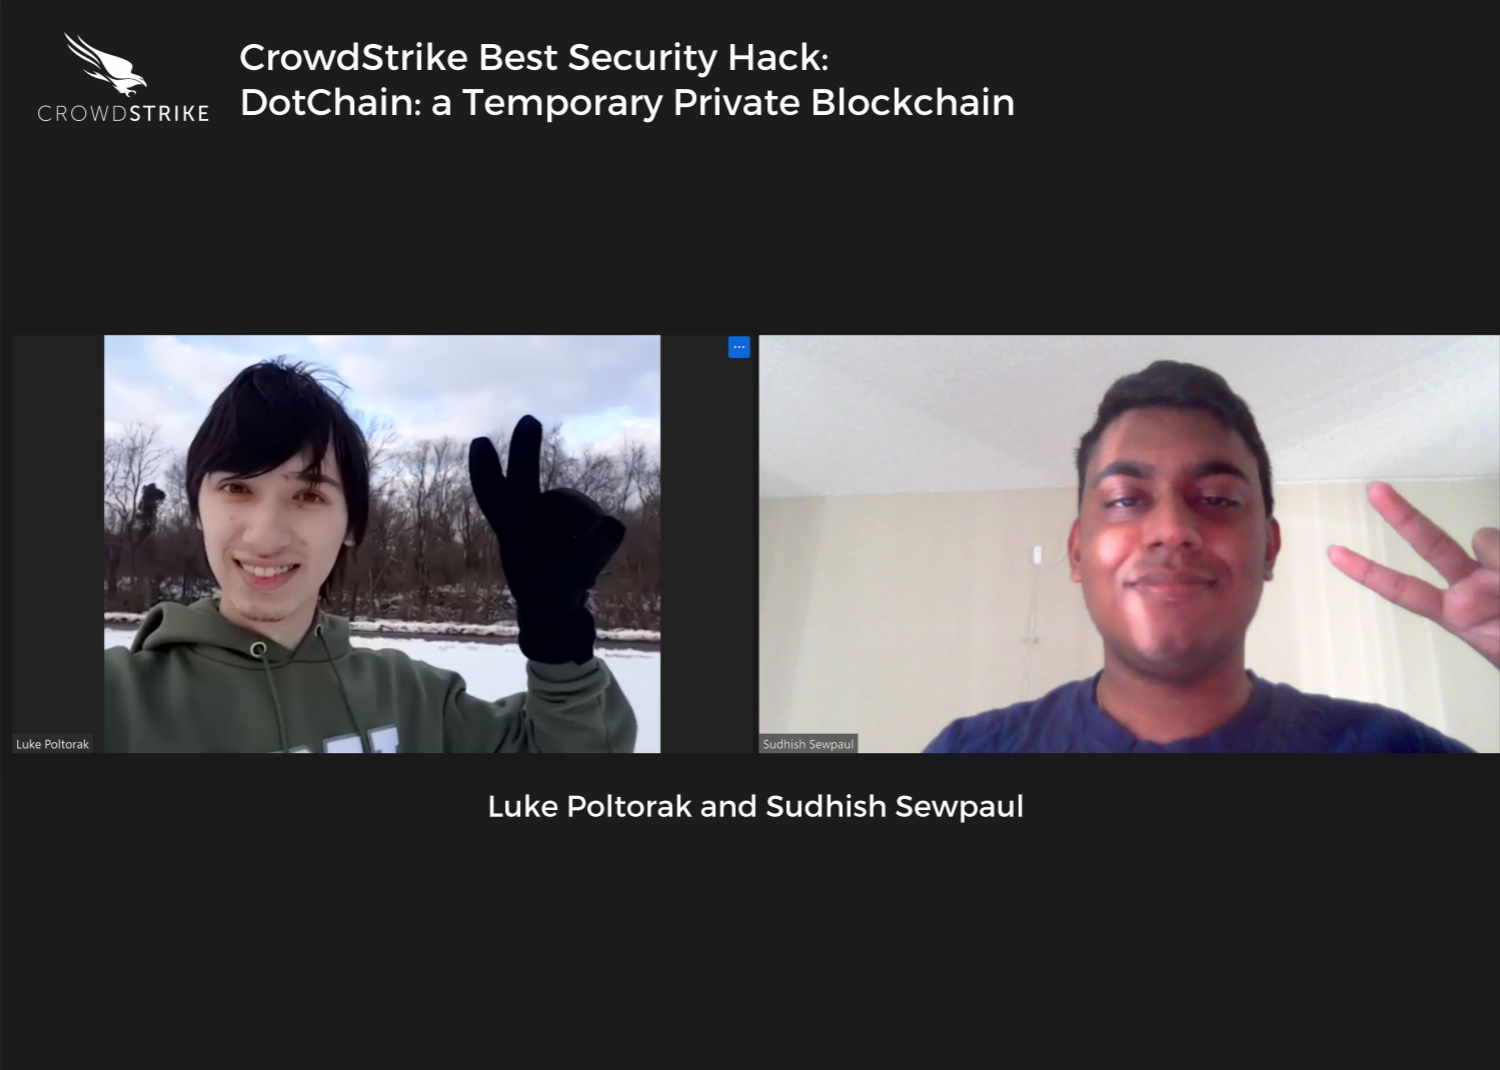 CROWDSTRIKE
CrowdStrike Best Security Hack:
DotChain: a Temporary Private Blockchain
Luke Poltorak
Sudhish Sewpaul
Luke Poltorak and Sudhish Sewpaul